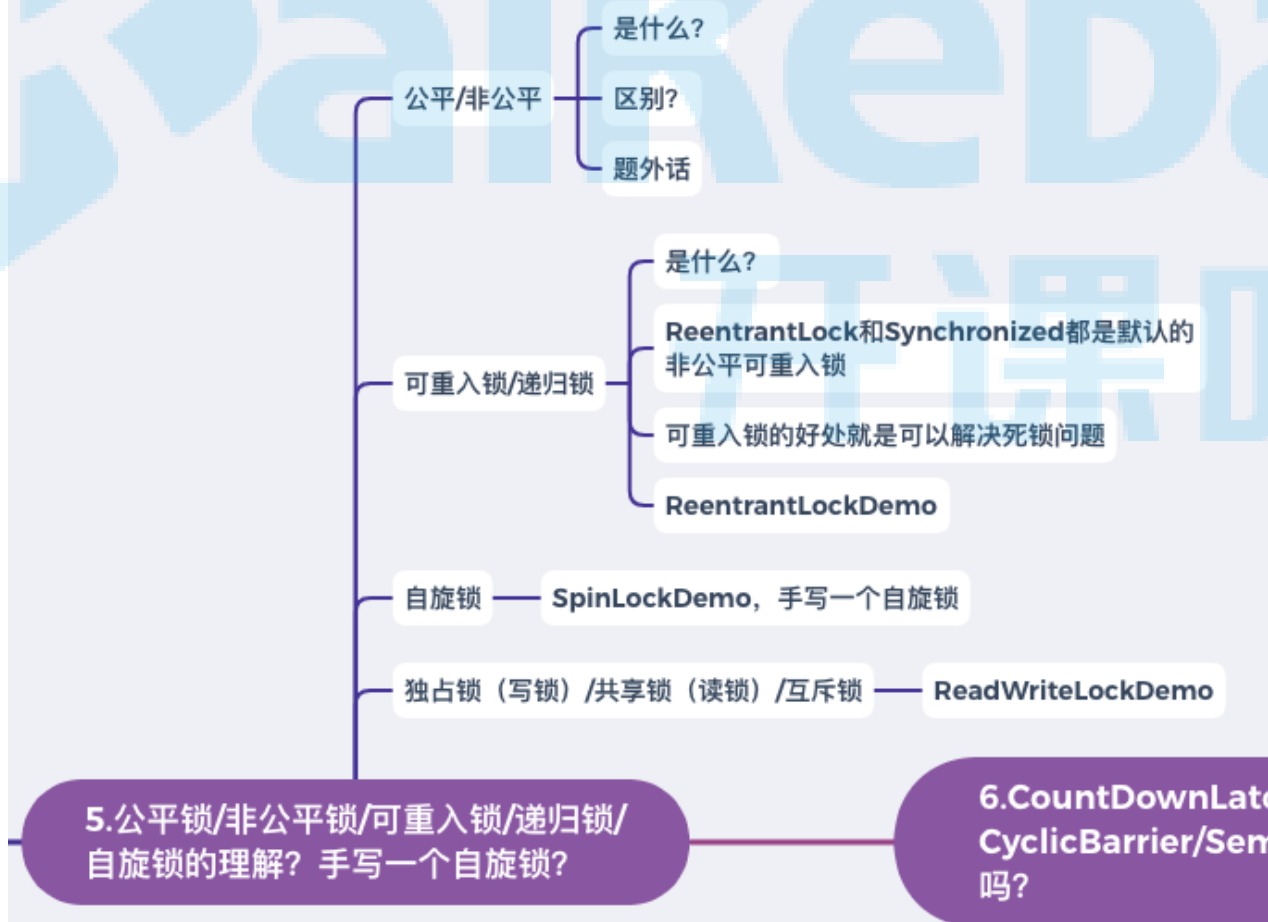 是什么?
公平/非公平
区别?
题外话
是什么?
ReentrantLock和Synchronized都是默认的
非公平可重入锁
可重入锁/递归锁
可重入锁的好处就是可以解决死锁问题
ReentrantLockDemo
自旋锁
SpinLockDemo，手写一个自旋锁
独占锁（写锁）/共享锁（读锁）/互斥锁
ReadWriteLockDemo
5.公平锁/非公平锁/可重入锁/递归锁/
自旋锁的理解？手写一个自旋锁?
6.CountDownLatc
CyclicBarrier/Sem
吗?